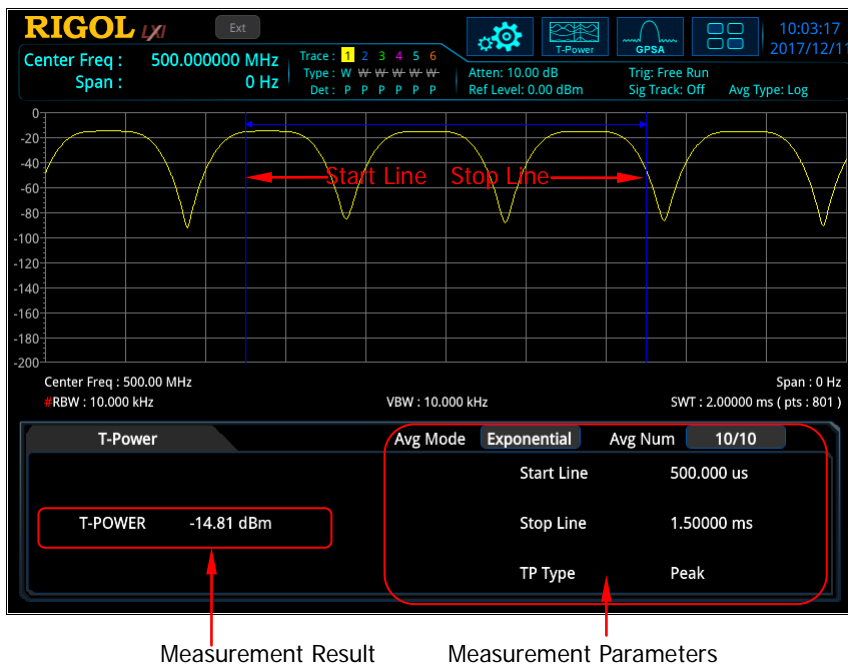 RIGOL LXI Ext 10:03:17
T-Power GPSA 2017/12/11
Center Freq : 500.000000 MHz
Span : 0 Hz
Trace : 1 2 3 4 5 6
Type : W W W W W W
Det : P P P P P P
Atten: 10.00 dB
Ref Level: 0.00 dBm
Trig: Free Run
Sig Track: Off Avg Type: Log
0
-20
-40
-60
-80
-100
-120
-140
-160
-180
-200
Start Line Stop Line
Center Freq : 500.00 MHz Span : 0 Hz
#RBW : 10.000 kHz VBW : 10.000 kHz SWT : 2.00000 ms ( pts : 801 )
T-Power
Avg Mode Exponential Avg Num 10/10
Start Line 500.000 us
T-POWER -14.81 dBm
Stop Line 1.50000 ms
TP Type Peak
Measurement Result Measurement Parameters